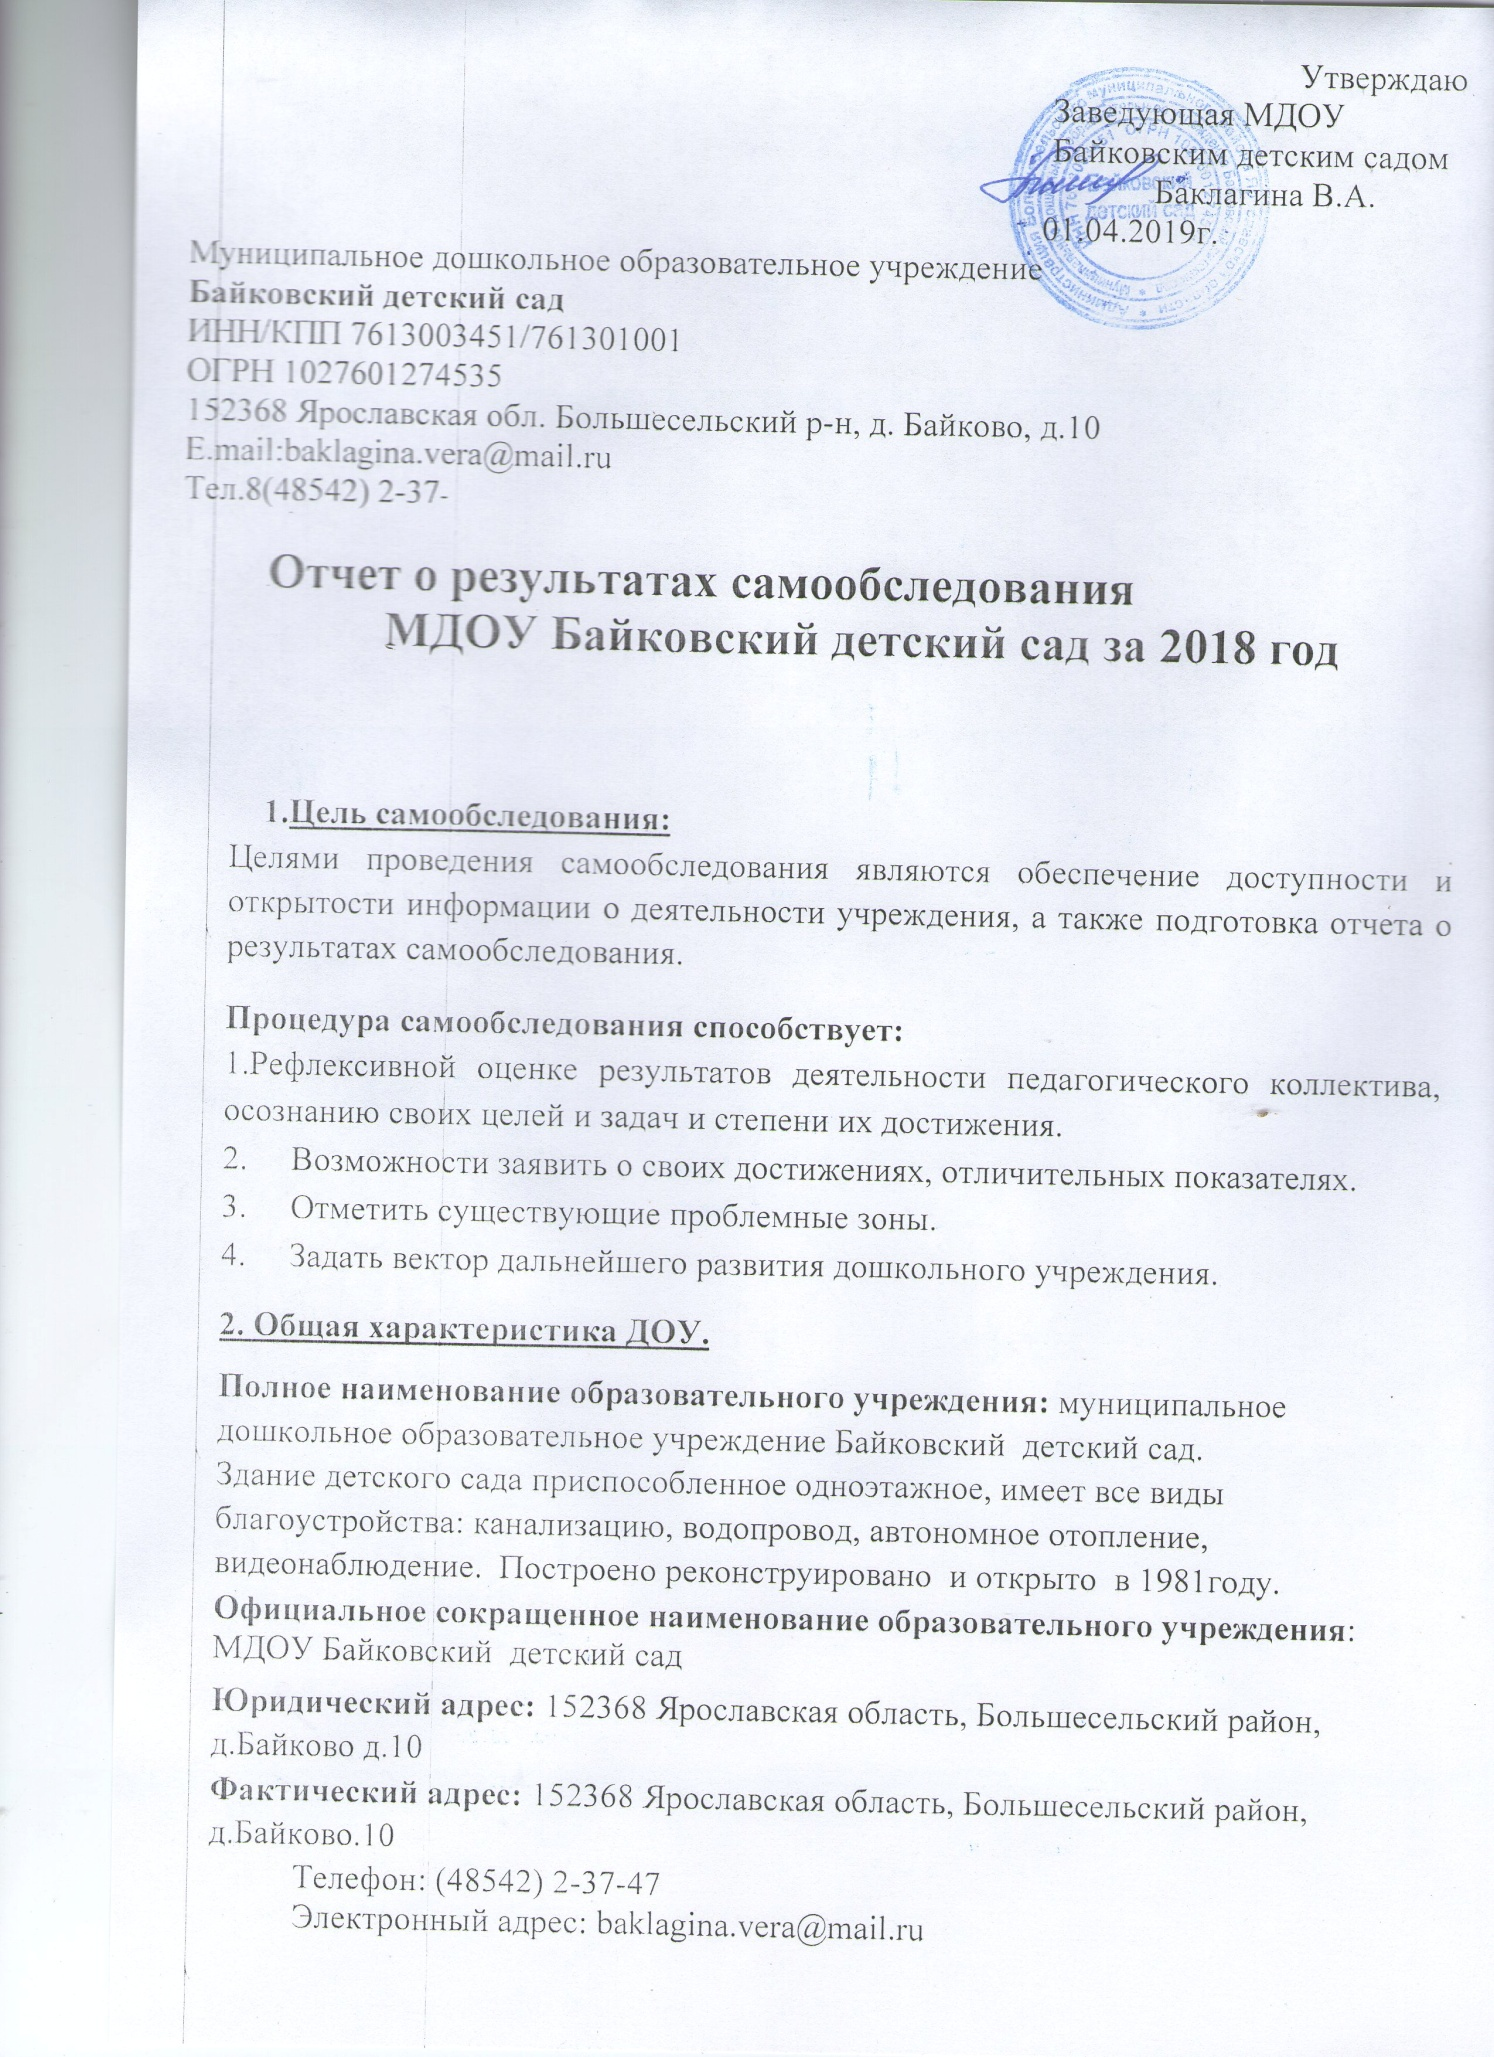 Утверждаю
Заведующая МДОУ
Байковским детским садом
Баклагина В.А.
01.04.2019г.
Муниципальное дошкольное образовательное учреждение
Байковский детский сад
ИНН/КПП 7613003451/761301001
ОГРН 1027601274535
152368 Ярославская обл. Большесельский р-н, д. Байково, д.10
E.mail:baklagina.vera@mail.ru
Тел.8(48542) 2-37-
Отчет о результатах самообследования
МДОУ Байковский детский сад за 2018 год
1.Цель самообследования:
Целями проведения самообследования являются обеспечение доступности и
открытости информации о деятельности учреждения, а также подготовка отчета о
результатах самообследования.
Процедура самообследования способствует:
1.Рефлексивной оценке результатов деятельности педагогического коллектива,
осознанию своих целей и задач и степени их достижения.
2. Возможности заявить о своих достижениях, отличительных показателях.
3. Отметить существующие проблемные зоны.
4. Задать вектор дальнейшего развития дошкольного учреждения.
2. Общая характеристика ДОУ.
Полное наименование образовательного учреждения: муниципальное
дошкольное образовательное учреждение Байковский детский сад.
Здание детского сада приспособленное одноэтажное, имеет все виды
благоустройства: канализацию, водопровод, автономное отопление,
видеонаблюдение. Построено реконструировано и открыто в 1981году.
Официальное сокращенное наименование образовательного учреждения:
МДОУ Байковский детский сад
Юридический адрес: 152368 Ярославская область, Большесельский район,
д.Байково д.10
Фактический адрес: 152368 Ярославская область, Большесельский район,
д.Байково.10
Телефон: (48542) 2-37-47
Электронный адрес: baklagina.vera@mail.ru